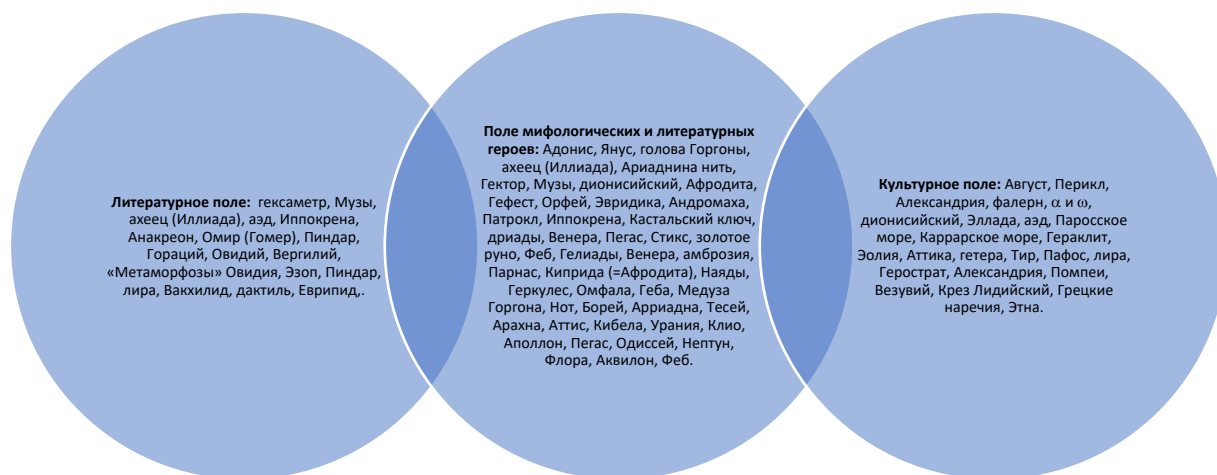 Литературное поле: гексаметр, Музы,
ахеец (Иллиада), аэд, Иппокрена,
Анакреон, Омир (Гомер), Пиндар,
Гораций, Овидий, Вергилий,
«Метаморфозы» Овидия, Эзоп, Пиндар,
лира, Вакхилид, дактиль, Еврипид,.
Поле мифологических и литературных
героев: Адонис, Янус, голова Горгоны,
ахеец (Иллиада), Ариаднина нить,
Гектор, Музы, дионисийский, Афродита,
Гефест, Орфей, Эвридика, Андромаха,
Патрокл, Иппокрена, Кастальский ключ,
дриады, Венера, Пегас, Стикс, золотое
руно, Феб, Гелиады, Венера, амброзия,
Парнас, Киприда (=Афродита), Наяды,
Геркулес, Омфала, Геба, Медуза
Горгона, Нот, Борей, Арриадна, Тесей,
Арахна, Аттис, Кибела, Урания, Клио,
Аполлон, Пегас, Одиссей, Нептун,
Флора, Аквилон, Феб.
Культурное поле: Август, Перикл,
Александрия, фалерн, α и ω,
дионисийский, Эллада, аэд, Паросское
море, Каррарское море, Гераклит,
Эолия, Аттика, гетера, Тир, Пафос, лира,
Герострат, Александрия, Помпеи,
Везувий, Крез Лидийский, Грецкие
наречия, Этна.